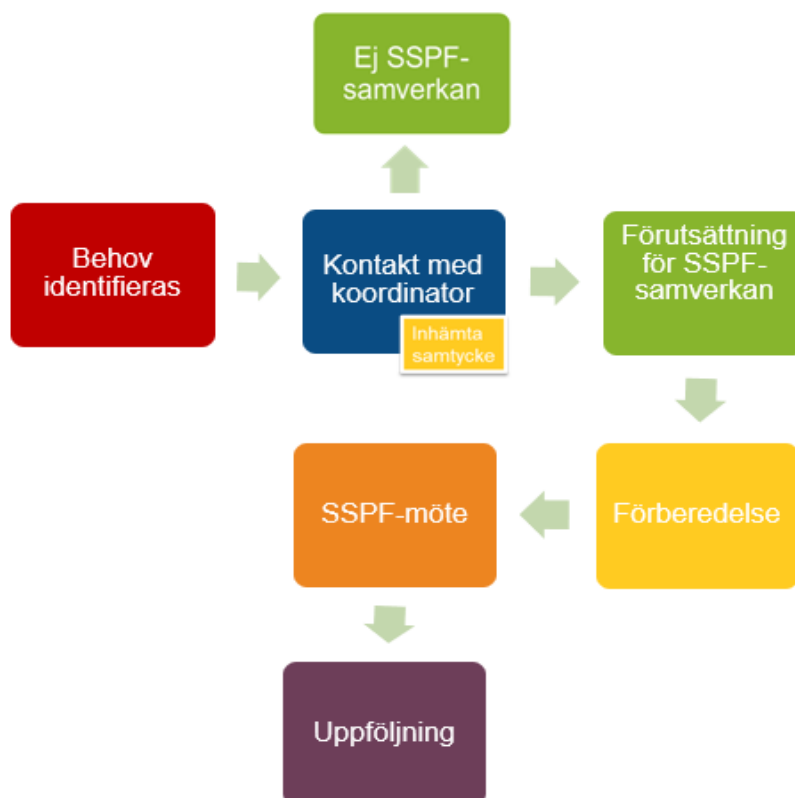 Ej SSPF-
samverkan
Behov
identifieras
Kontakt med
koordinator
Inhämta
samtycke
Förutsättning
för SSPF-
samverkan
SSPF-möte
Förberedelse
Uppföljning